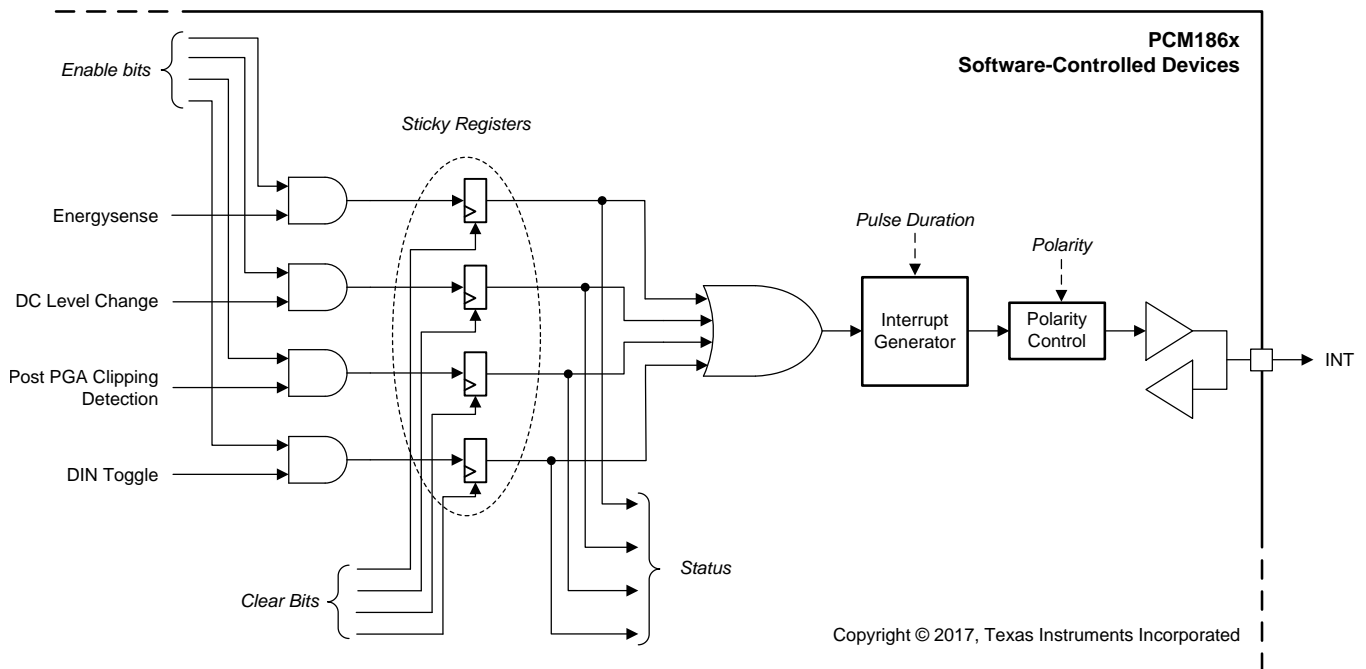 PCM186x
Software-Controlled Devices
Enable bits
Sticky Registers
Energysense
Pulse Duration
Polarity
DC Level Change
Interrupt
Generator
Polarity
Control
INT
Post PGA Clipping
Detection
DIN Toggle
Status
Clear Bits
Copyright © 2017, Texas Instruments Incorporated